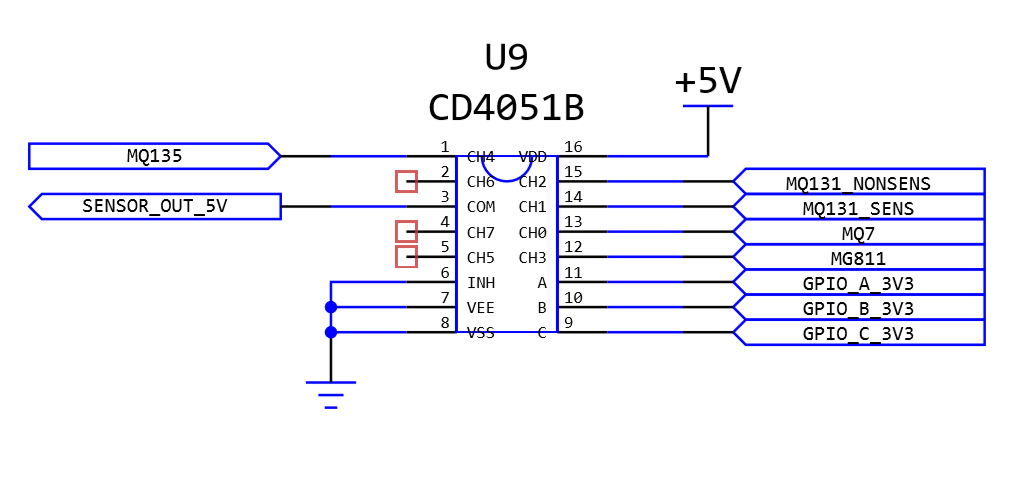 U9
+5V
CD4051B
MQ135 1 CH4 VDD 16
2 CH6 CH2 15 MQ131_NONSENS
SENSOR_OUT_5V 3 COM CH1 14 MQ131_SENS
4 CH7 CH0 13 MQ7
5 CH5 CH3 12 MG811
6 INH A 11 GPIO_A_3V3
7 VEE B 10 GPIO_B_3V3
8 VSS C 9 GPIO_C_3V3